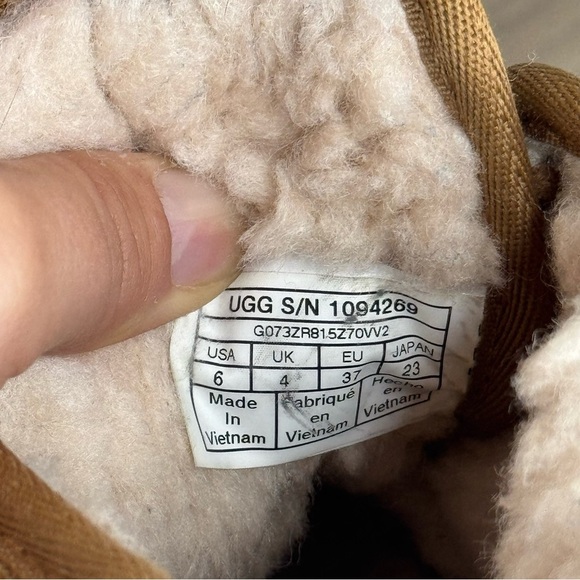 UGG S/N 1094269
G073ZR815Z70VV2
USA UK EU JAPAN
6 4 37 23
Made Fabriqué Hecho
In en en
Vietnam Vietnam Vietnam